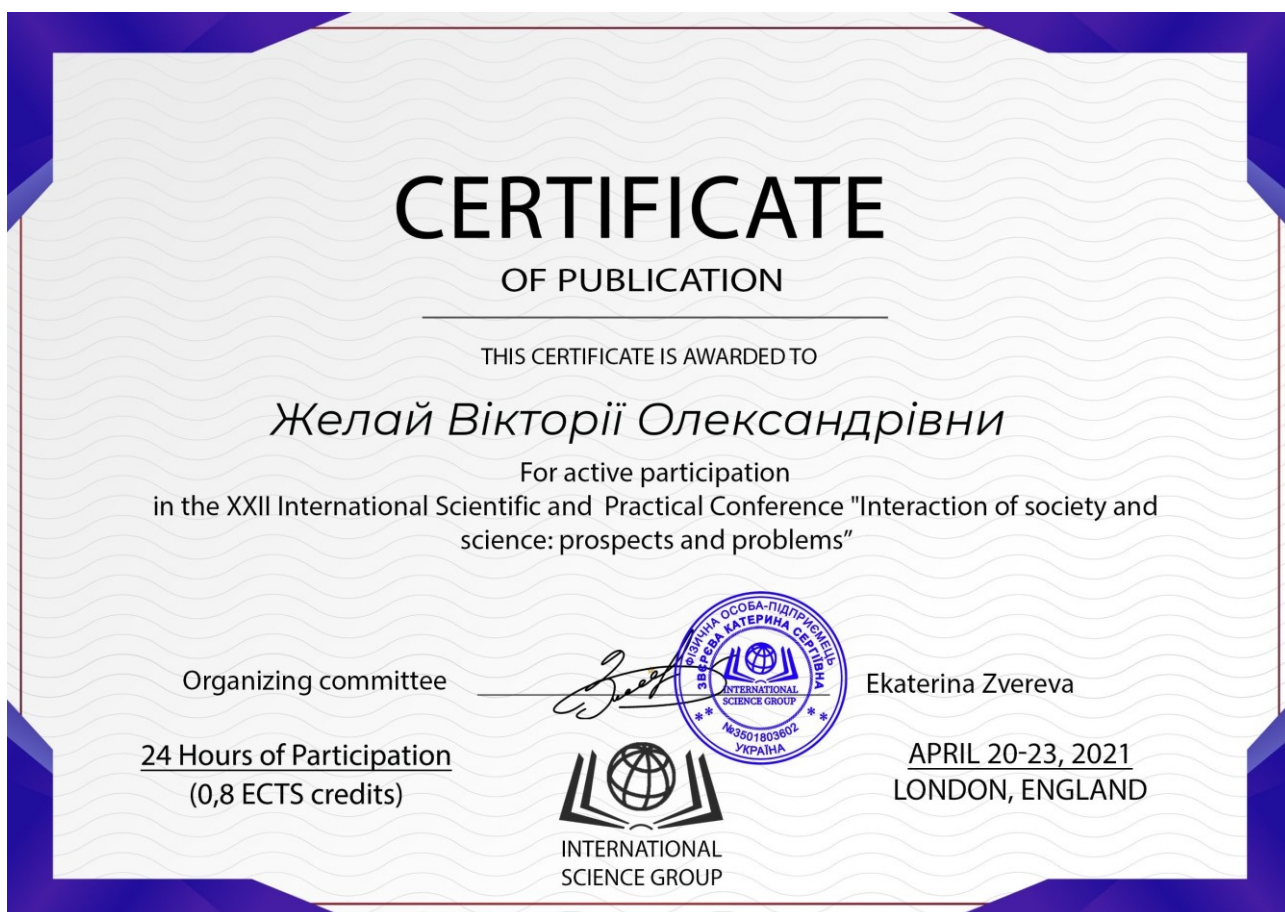 CERTIFICATE
OF PUBLICATION
THIS CERTIFICATE IS AWARDED TO
Желай Вікторії Олександрівни
For active participation
in the XXII International Scientific and Practical Conference "Interaction of society and
science: prospects and problems”
Organizing committee
ФІЗИЧНА ОСОБА-ПІДПРИЄМЕЦЬ
ЗВЄРЄВА КАТЕРИНА СЕРГІЇВНА
INTERNATIONAL
SCIENCE GROUP
№3501803602
УКРАЇНА
Ekaterina Zvereva
24 Hours of Participation
(0,8 ECTS credits)
APRIL 20-23, 2021
LONDON, ENGLAND
INTERNATIONAL
SCIENCE GROUP